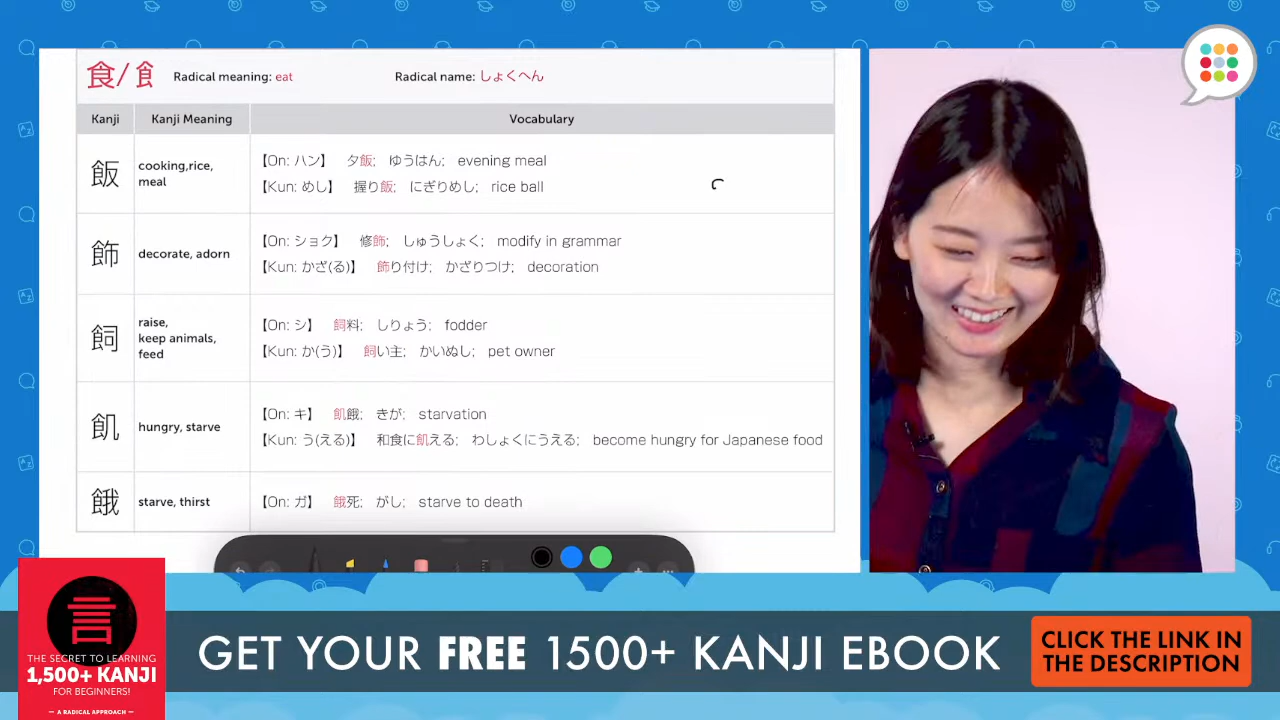 食/飠 Radical meaning: eat Radical name: しょくへん
Kanji Kanji Meaning Vocabulary
飯 cooking,rice, meal
【On: ハン】 夕飯; ゆうはん; evening meal
【Kun: めし】 握り飯; にぎりめし; rice ball
飾 decorate, adorn
【On: ショク】 修飾; しゅうしょく; modify in grammar
【Kun: かざ(る)】 飾り付け; かざりつけ; decoration
飼 raise, keep animals, feed
【On: シ】 飼料; しりょう; fodder
【Kun: か(う)】 飼い主; かいぬし; pet owner
飢 hungry, starve
【On: キ】 飢餓; きが; starvation
【Kun: う(える)】 和食に飢える; わしょくにうえる; become hungry for Japanese food
餓 starve, thirst
【On: ガ】 餓死; がし; starve to death
言
THE SECRET TO LEARNING
1,500+ KANJI
FOR BEGINNERS!
— A RADICAL APPROACH —
GET YOUR FREE 1500+ KANJI EBOOK
CLICK THE LINK IN
THE DESCRIPTION